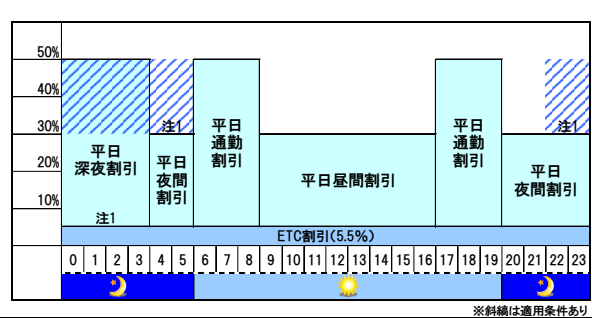 50%
40%
30%
20%
10%
注1
注1
平日
通勤
割引
平日
通勤
割引
平日
深夜割引
注1
平日
夜間
割引
平日昼間割引
平日
夜間割引
ETC割引(5.5%)
0 1 2 3 4 5 6 7 8 9 10 11 12 13 14 15 16 17 18 19 20 21 22 23
※斜縞は適用条件あり